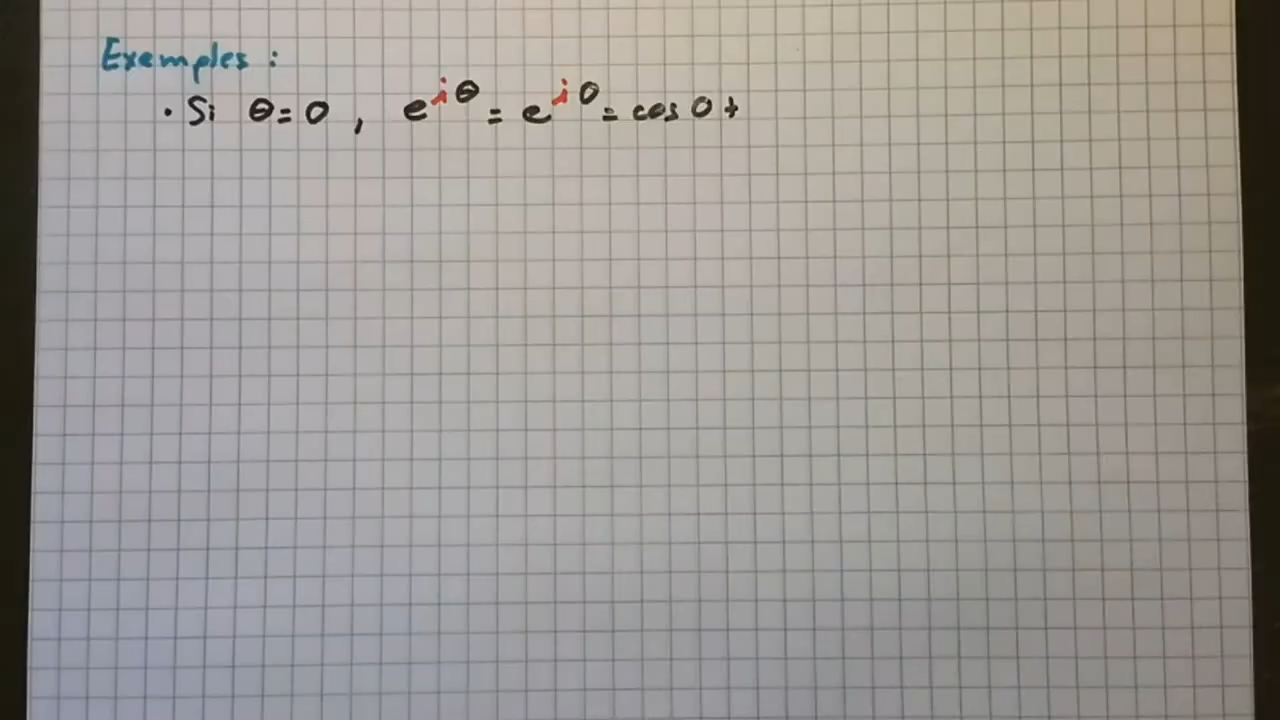 Exemples :
• Si θ = 0 , e^{iθ} = e^{i0} = cos 0 +